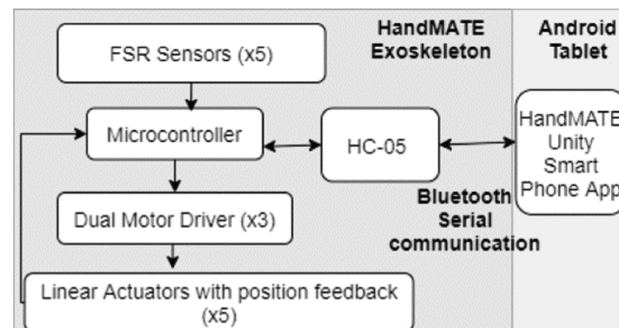 HandMATE
Exoskeleton
Android
Tablet
FSR Sensors (x5)
Microcontroller
HC-05
HandMATE
Unity
Smart
Phone App
Dual Motor Driver (x3)
Bluetooth
Serial
communication
Linear Actuators with position feedback
(x5)